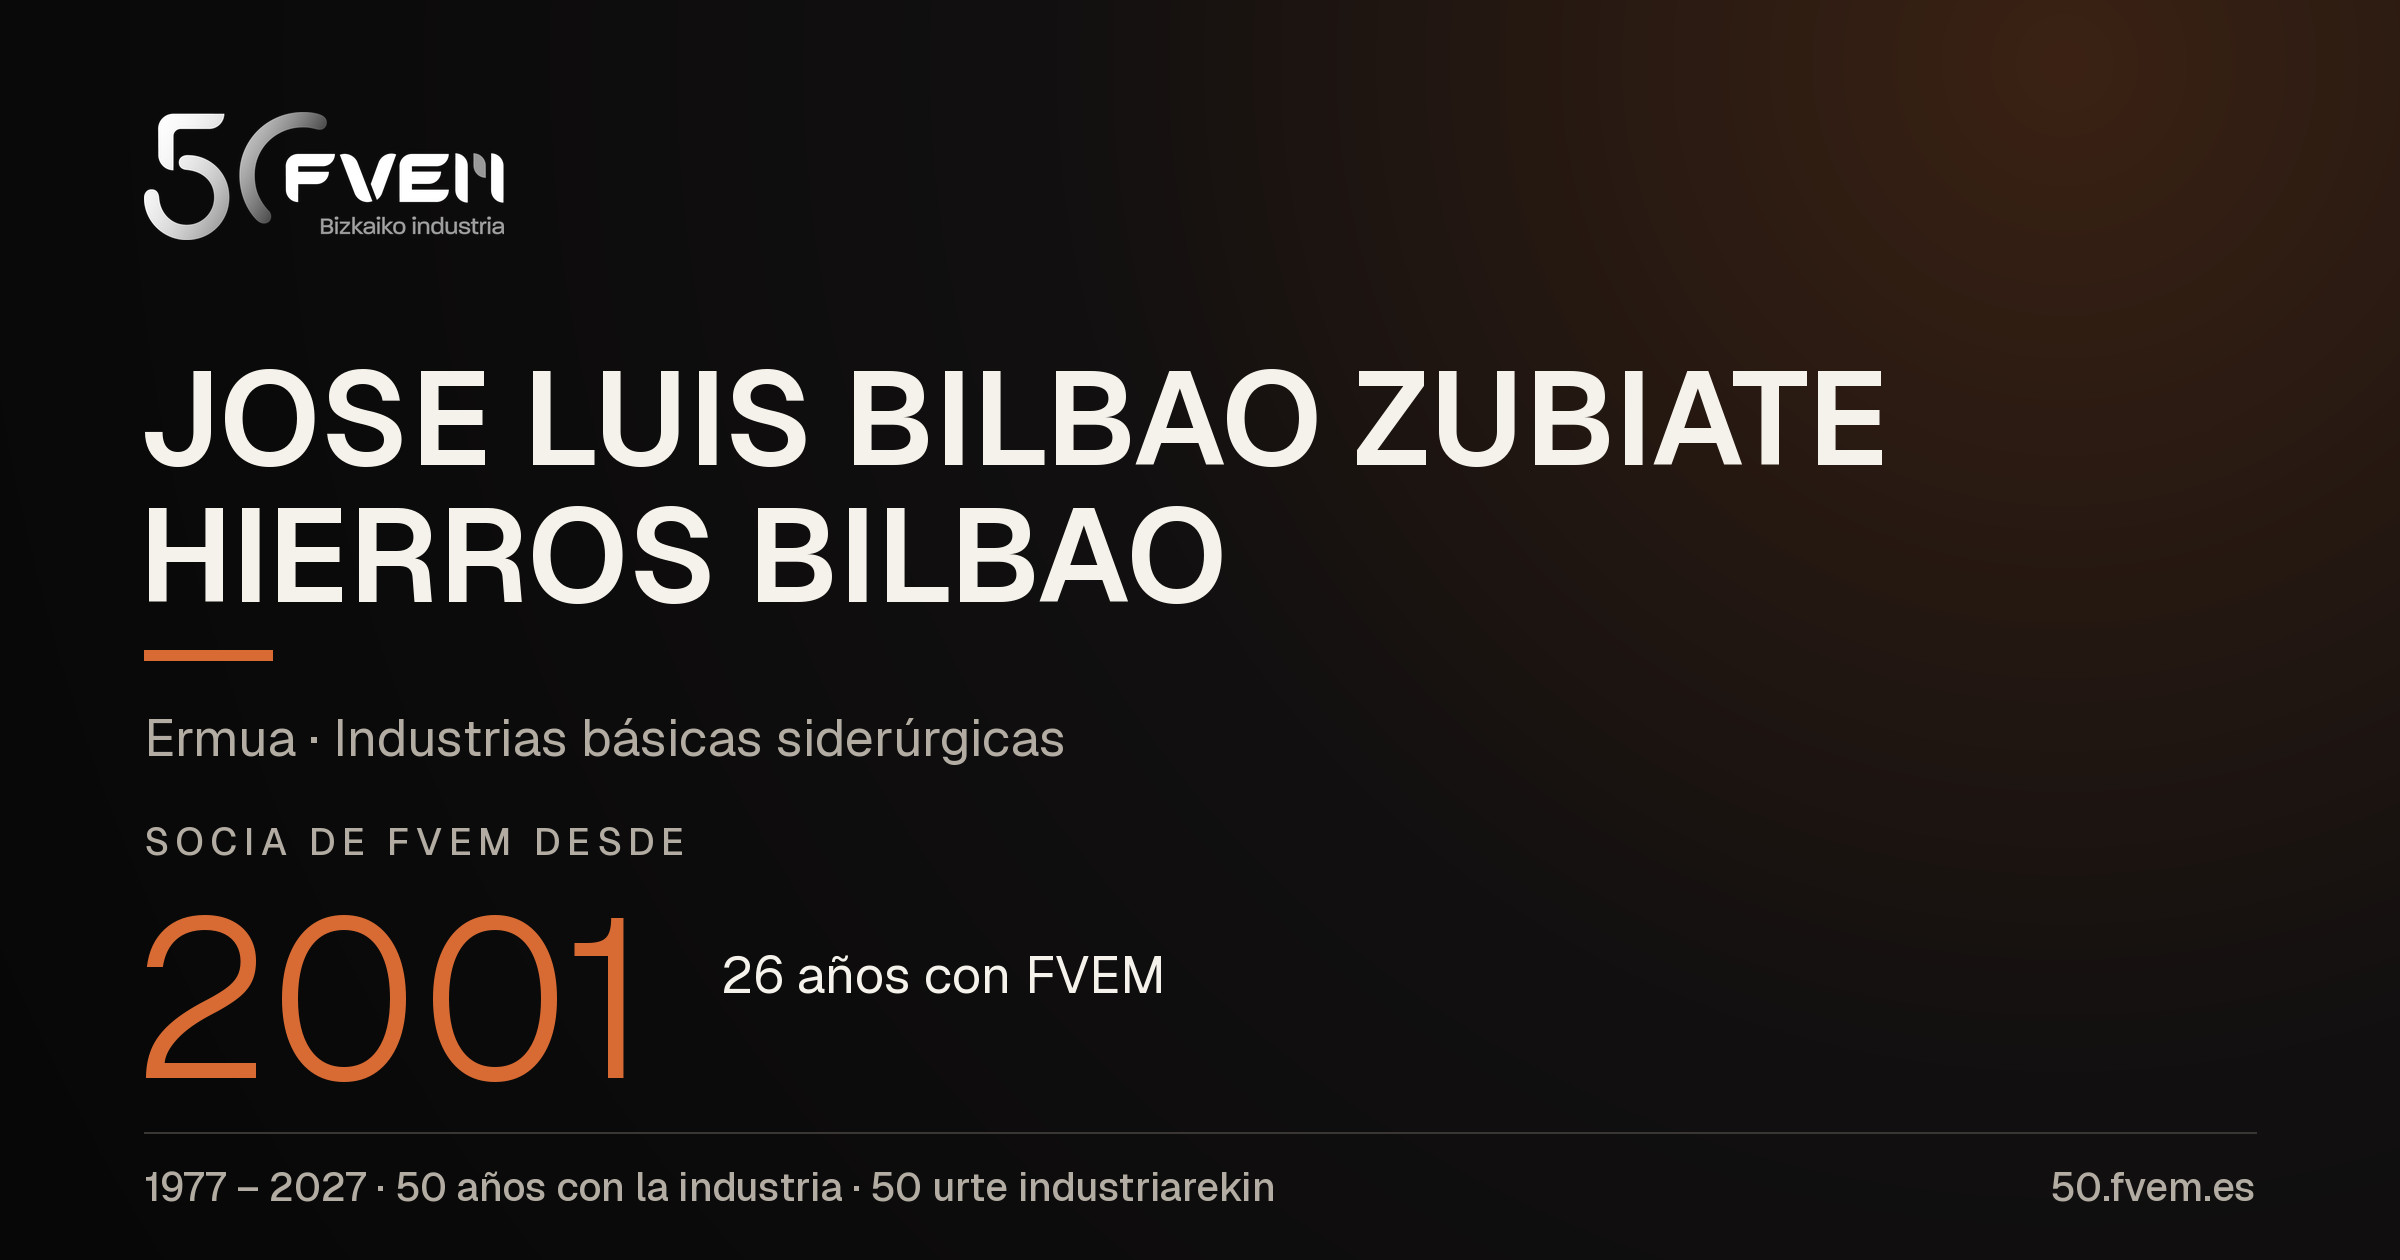 50 FVEM
Bizkaiko industria
JOSE LUIS BILBAO ZUBIATE
HIERROS BILBAO
Ermua · Industrias básicas siderúrgicas
SOCIA DE FVEM DESDE
2001
26 años con FVEM
1977 – 2027 · 50 años con la industria · 50 urte industriarekin
50.fvem.es